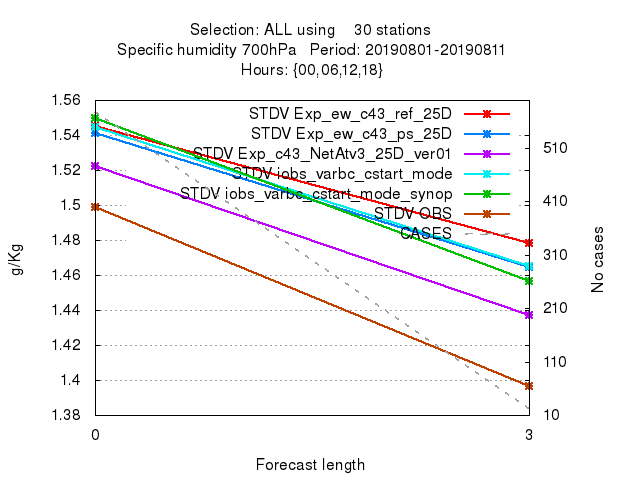 Selection: ALL using 30 stations
Specific humidity 700hPa Period: 20190801-20190811
Hours: {00,06,12,18}
1.56
1.54
1.52
1.5
1.48
1.46
1.44
1.42
1.4
1.38
g/Kg
STDV Exp_ew_c43_ref_25D
STDV Exp_ew_c43_ps_25D
STDV Exp_c43_NetAtv3_25D_ver01
STDV iobs_varbc_cstart_mode
STDV iobs_varbc_cstart_mode_synop
STDV OBS
CASES
510
410
310
210
110
10
No cases
0
3
Forecast length